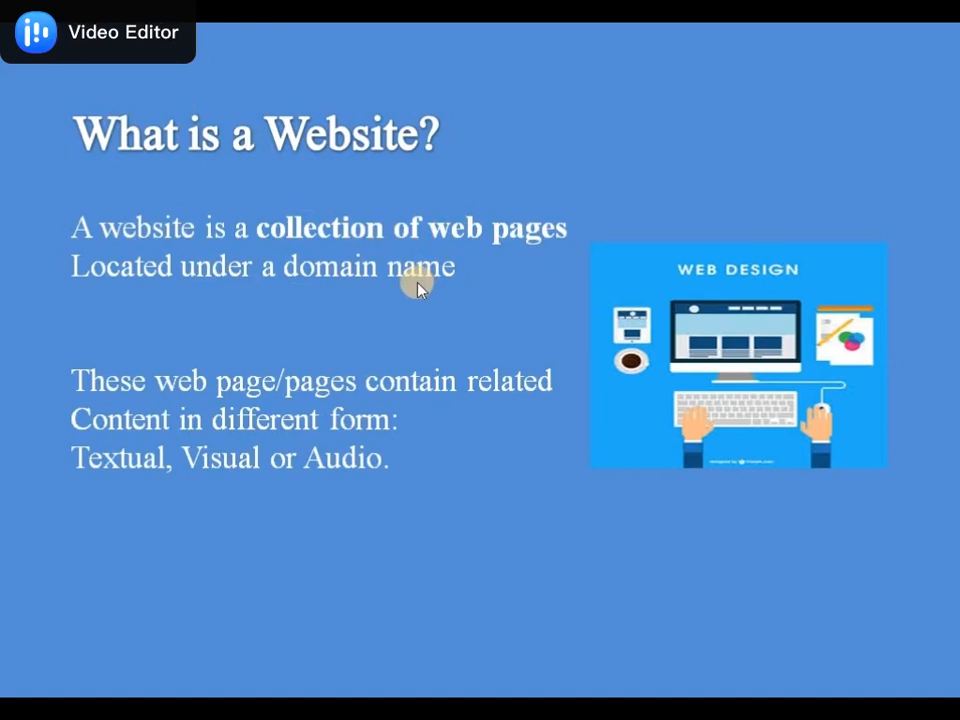 Video Editor
What is a Website?
A website is a collection of web pages
Located under a domain name
WEB DESIGN
These web page/pages contain related
Content in different form:
Textual, Visual or Audio.